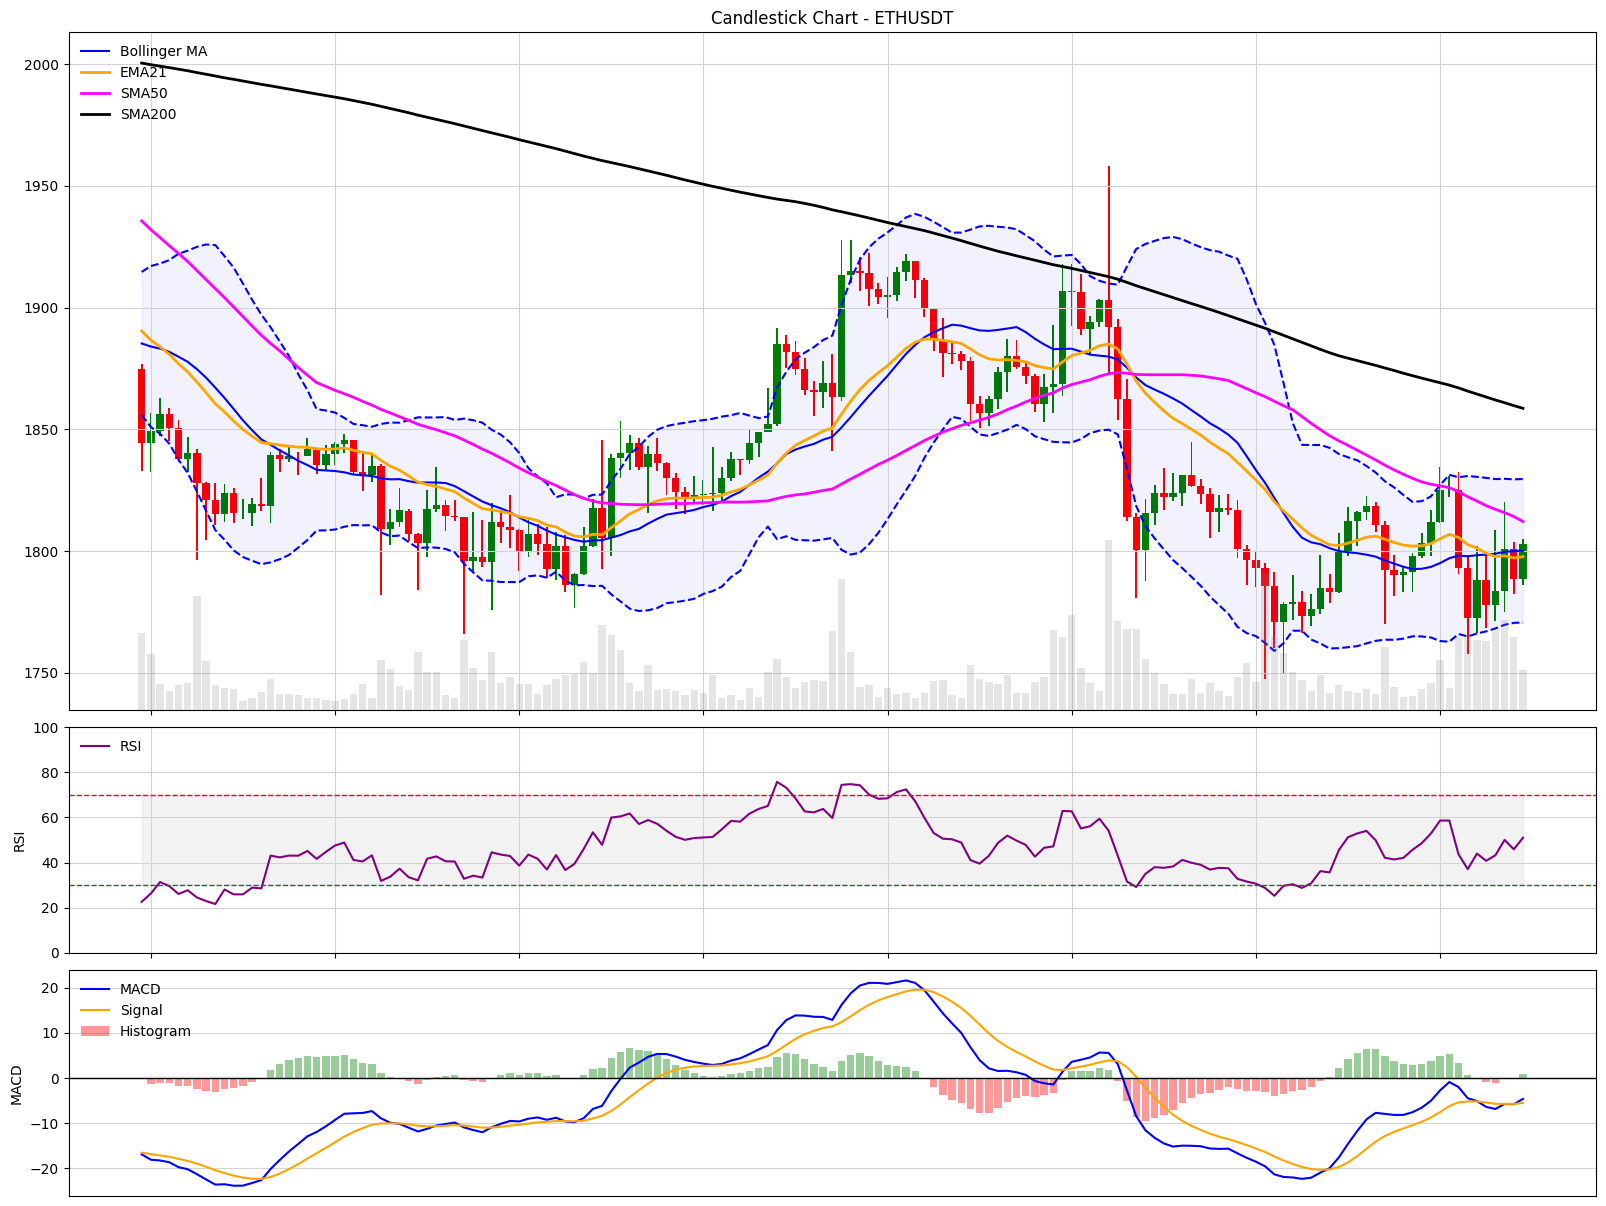 Candlestick Chart - ETHUSDT
Bollinger MA
EMA21
SMA50
SMA200
2000
1950
1900
1850
1800
1750
RSI
100
80
60
40
20
0
RSI
MACD
Signal
Histogram
20
10
0
−10
−20
MACD